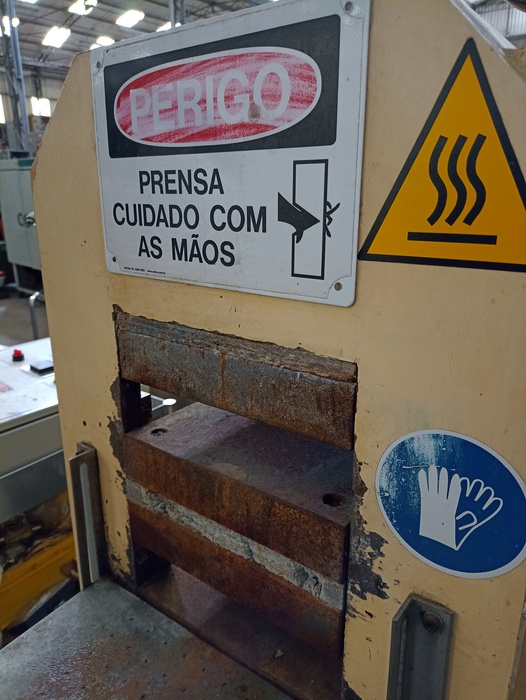 PERIGO
PRENSA
CUIDADO COM
AS MÃOS